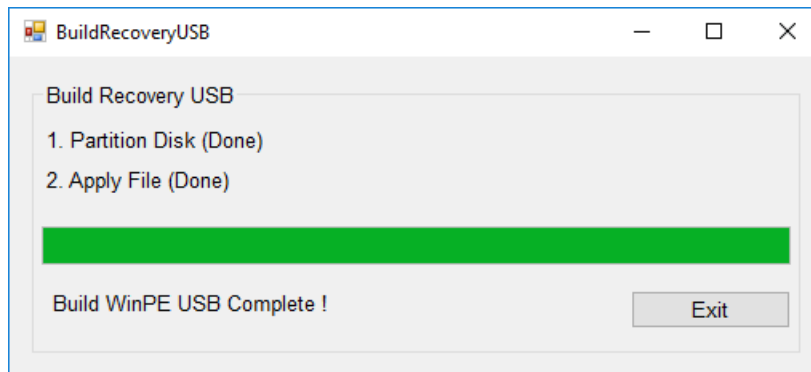 BuildRecoveryUSB
Build Recovery USB
1. Partition Disk (Done)
2. Apply File (Done)
Build WinPE USB Complete !
Exit